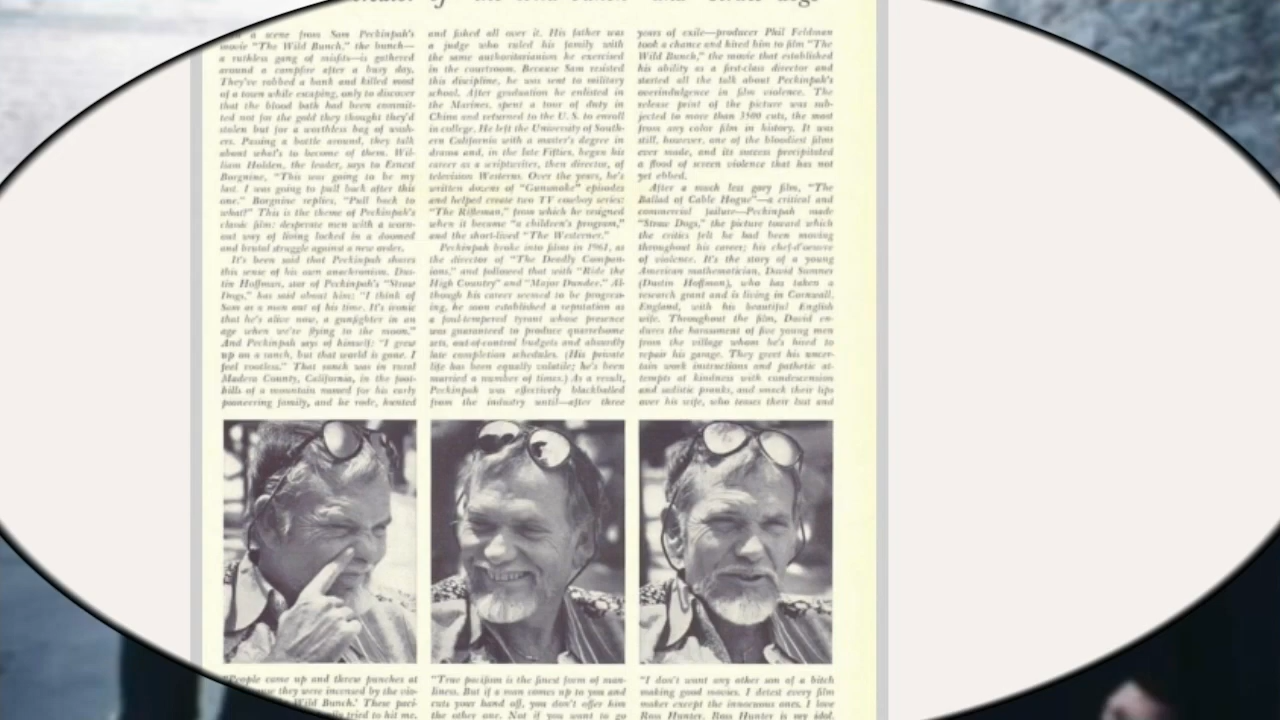 of "the wild bunch" and "straw dogs"
a scene from Sam Peckinpah's
movie "The Wild Bunch," the bunch—
a ruthless gang of misfits—is gathered
around a campfire after a busy day.
They've robbed a bank and killed most
of a town while escaping, only to discover
that the blood bath had been commit-
ted not for the gold they thought they'd
stolen but for a worthless bag of wash-
ers. Passing a bottle around, they talk
about what's to become of them. Wil-
liam Holden, the leader, says to Ernest
Borgnine, "This was going to be my
last. I was going to pull back after this
one." Borgnine replies, "Pull back to
what?" This is the theme of Peckinpah's
classic film: desperate men with a worn-
out way of living locked in a doomed
and brutal struggle against a new order.
It's been said that Peckinpah shares
this sense of his own anachronism. Dus-
tin Hoffman, star of Peckinpah's "Straw
Dogs," has said about him: "I think of
Sam as a man out of his time. It's ironic
that he's alive now, a gunfighter in an
age when we're flying to the moon."
And Peckinpah says of himself: "I grew
up on a ranch, but that world is gone. I
feel rootless." That ranch was in rural
Madera County, California, in the foot-
hills of a mountain named for his early
pioneering family, and he rode, hunted
and fished all over it. His father was
a judge who ruled his family with
the same authoritarianism he exercised
in the courtroom. Because Sam resisted
this discipline, he was sent to military
school. After graduation he enlisted in
the Marines, spent a tour of duty in
China and returned to the U. S. to enroll
in college. He left the University of South-
ern California with a master's degree in
drama and, in the late Fifties, began his
career as a scriptwriter, then director, of
television Westerns. Over the years, he's
written dozens of "Gunsmoke" episodes
and helped create two TV cowboy series:
"The Rifleman," from which he resigned
when it became "a children's program,"
and the short-lived "The Westerner."
Peckinpah broke into films in 1961, as
the director of "The Deadly Compan-
ions," and followed that with "Ride the
High Country" and "Major Dundee." Al-
though his career seemed to be progress-
ing, he soon established a reputation as
a foul-tempered tyrant whose presence
was guaranteed to produce quarrelsome
sets, out-of-control budgets and absurdly
late completion schedules. (His private
life has been equally volatile; he's been
married a number of times.) As a result,
Peckinpah was effectively blackballed
from the industry until—after three
years of exile—producer Phil Feldman
took a chance and hired him to film "The
Wild Bunch," the movie that established
his ability as a first-class director and
started all the talk about Peckinpah's
overindulgence in film violence. The
release print of the picture was sub-
jected to more than 3500 cuts, the most
from any color film in history. It was
still, however, one of the bloodiest films
ever made, and its success precipitated
a flood of screen violence that has not
yet ebbed.
After a much less gory film, "The
Ballad of Cable Hogue"—a critical and
commercial failure—Peckinpah made
"Straw Dogs," the picture toward which
the critics felt he had been moving
throughout his career; his chef-d'oeuvre
of violence. It's the story of a young
American mathematician, David Sumner
(Dustin Hoffman), who has taken a
research grant and is living in Cornwall,
England, with his beautiful English
wife. Throughout the film, David en-
dures the harassment of five young men
from the village whom he's hired to
repair his garage. They greet his uncer-
tain work instructions and pathetic at-
tempts at kindness with condescension
and sadistic pranks, and smack their lips
over his wife, who teases their lust and
"People come up and throw punches at
they were incensed by the vio-
Wild Bunch.' These paci-
tried to hit me,
"True pacifism is the finest form of man-
liness. But if a man comes up to you and
cuts your hand off, you don't offer him
the other one. Not if you want to go
"I don't want any other son of a bitch
making good movies. I detest every film
maker except the innocuous ones. I love
Ross Hunter. Ross Hunter is my idol.